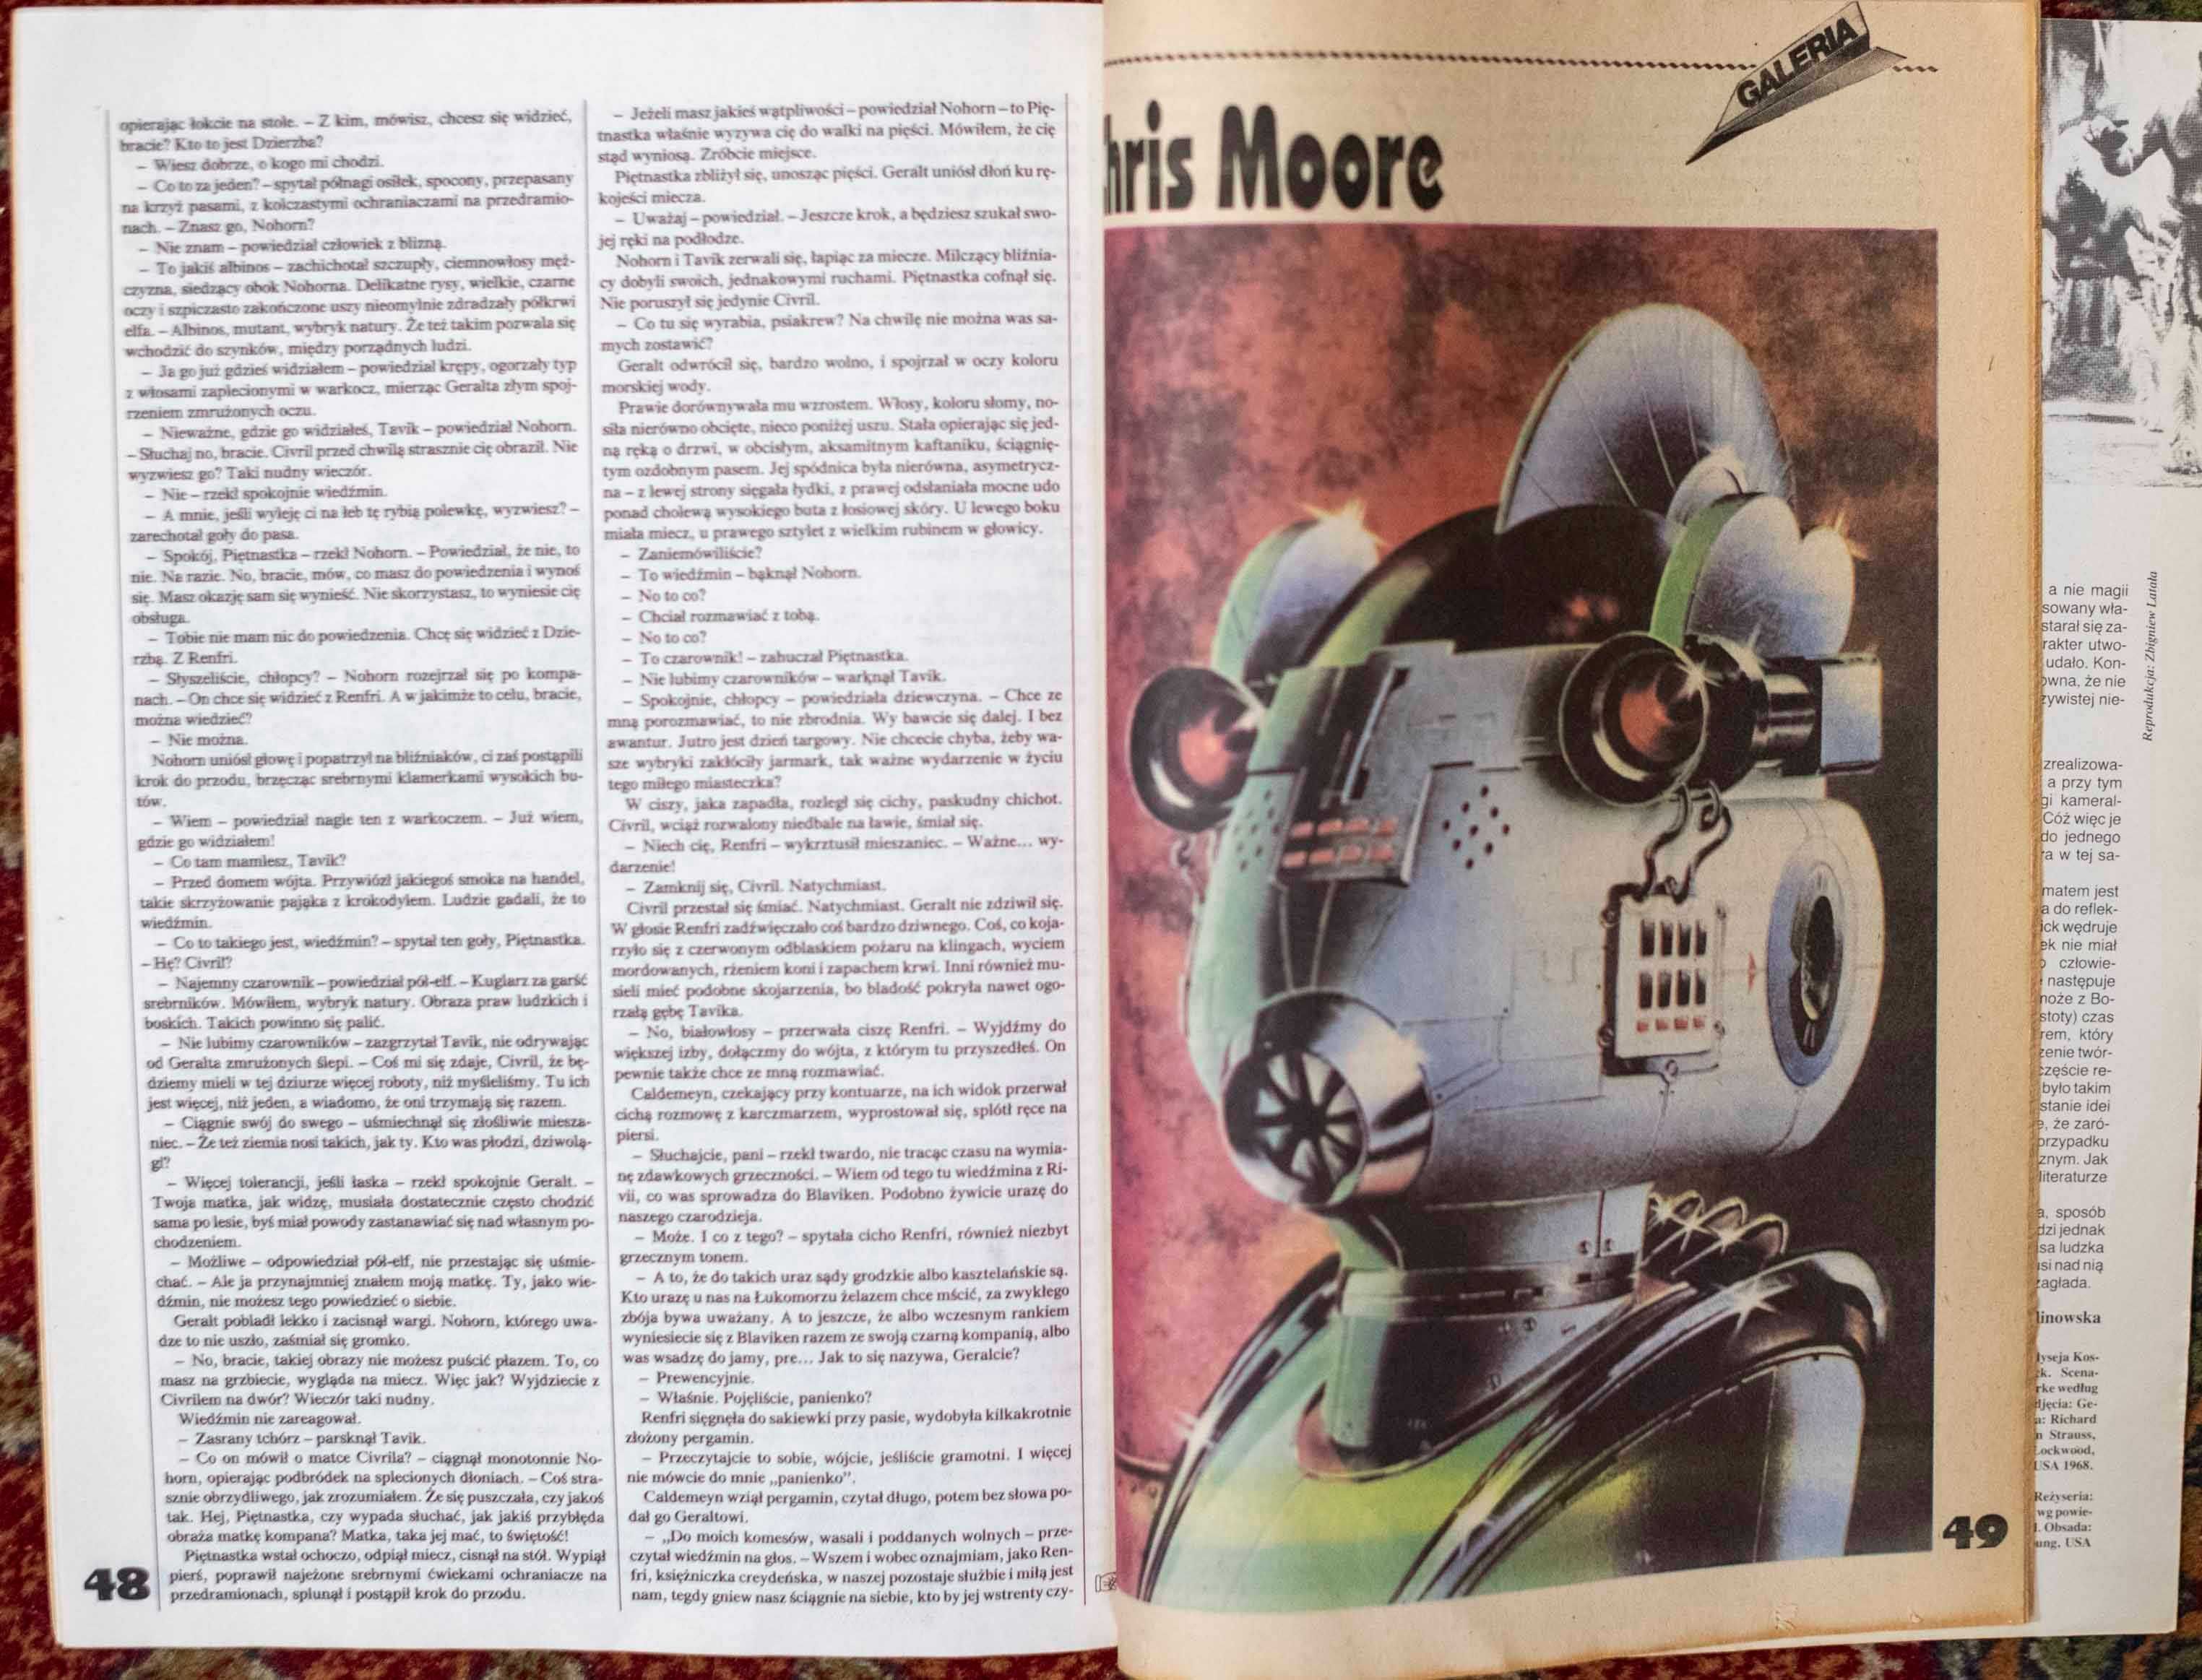 opierając łokcie na stole. – Z kim, mówisz, chcesz się widzieć,
bracie? Kto to jest Dzierzba?
– Wiesz dobrze, o kogo mi chodzi.
– Co to za jeden? – spytał półnagi osiłek, spocony, przepasany
na krzyż pasami, z kolczastymi ochraniaczami na przedramio-
nach. – Znasz go, Nohorn?
– Nie znam – powiedział człowiek z blizną.
– To jakiś albinos – zachichotał szczupły, ciemnowłosy męż-
czyzna, siedzący obok Nohorna. Delikatne rysy, wielkie, czarne
oczy i szpiczasto zakończone uszy nieomylnie zdradzały półkrwi
elfa. – Albinos, mutant, wybryk natury. Że też takim pozwala się
wchodzić do szynków, między porządnych ludzi.
– Ja go już gdzieś widziałem – powiedział krępy, ogorzały typ
z włosami zaplecionymi w warkocz, mierząc Geralta złym spoj-
rzeniem zmrużonych oczu.
– Nieważne, gdzie go widziałeś, Tavik – powiedział Nohorn.
– Słuchaj no, bracie. Civril przed chwilą strasznie cię obraził. Nie
wyzwiesz go? Taki nudny wieczór.
– Nie – rzekł spokojnie wiedźmin.
– A mnie, jeśli wyleję ci na łeb tę rybią polewkę, wyzwiesz? –
zarechotał goły do pasa.
– Spokój, Piętnastka – rzekł Nohorn. – Powiedział, że nie, to
nie. Na razie. No, bracie, mów, co masz do powiedzenia i wynoś
się. Masz okazję sam się wynieść. Nie skorzystasz, to wyniesie cię
obsługa.
– Tobie nie mam nic do powiedzenia. Chcę się widzieć z Dzie-
rzbą. Z Renfri.
– Słyszeliście, chłopcy? – Nohorn rozejrzał się po kompa-
nach. – On chce się widzieć z Renfri. A w jakimże to celu, bracie,
można wiedzieć?
– Nie można.
Nohorn uniósł głowę i popatrzył na bliźniaków, ci zaś postąpili
krok do przodu, brzęcząc srebrnymi klamerkami wysokich bu-
tów.
– Wiem – powiedział nagle ten z warkoczem. – Już wiem,
gdzie go widziałem!
– Co tam mamlesz, Tavik?
– Przed domem wójta. Przywiózł jakiegoś smoka na handel,
takie skrzyżowanie pająka z krokodylem. Ludzie gadali, że to
wiedźmin.
– Co to takiego jest, wiedźmin? – spytał ten goły, Piętnastka.
– Hę? Civril?
– Najemny czarownik – powiedział pół-elf. – Kuglarz za garść
srebrników. Mówiłem, wybryk natury. Obraza praw ludzkich i
boskich. Takich powinno się palić.
– Nie lubimy czarowników – zazgrzytał Tavik, nie odrywając
od Geralta zmrużonych ślepi. – Coś mi się zdaje, Civril, że bę-
dziemy mieli w tej dziurze więcej roboty, niż myśleliśmy. Tu ich
jest więcej, niż jeden, a wiadomo, że oni trzymają się razem.
– Ciągnie swój do swego – uśmiechnął się złośliwie miesza-
niec. – Że też ziemia nosi takich, jak ty. Kto was płodzi, dziwolą-
gi?
– Więcej tolerancji, jeśli łaska – rzekł spokojnie Geralt. –
Twoja matka, jak widzę, musiała dostatecznie często chodzić
sama po lesie, byś miał powody zastanawiać się nad własnym po-
chodzeniem.
– Możliwe – odpowiedział pół-elf, nie przestając się uśmie-
chać. – Ale ja przynajmniej znałem moją matkę. Ty, jako wie-
dźmin, nie możesz tego powiedzieć o siebie.
Geralt pobladł lekko i zacisnął wargi. Nohorn, którego uwa-
dze to nie uszło, zaśmiał się gromko.
– No, bracie, takiej obrazy nie możesz puścić płazem. To, co
masz na grzbiecie, wygląda na miecz. Więc jak? Wyjdziecie z
Civrilem na dwór? Wieczór taki nudny.
Wiedźmin nie zareagował.
– Zasrany tchórz – parsknął Tavik.
– Co on mówił o matce Civrila? – ciągnął monotonnie No-
horn, opierając podbródek na splecionych dłoniach. – Coś stra-
sznie obrzydliwego, jak zrozumiałem. Że się puszczała, czy jakoś
tak. Hej, Piętnastka, czy wypada słuchać, jak jakiś przybłęda
obraża matkę kompana? Matka, taka jej mać, to świętość!
Piętnastka wstał ochoczo, odpiął miecz, cisnął na stół. Wypiął
pierś, poprawił najeżone srebrnymi ćwiekami ochraniacze na
przedramionach, splunął i postąpił krok do przodu.
48
– Jeżeli masz jakieś wątpliwości – powiedział Nohorn – to Pię-
tnastka właśnie wyzywa cię do walki na pięści. Mówiłem, że cię
stąd wyniosą. Zróbcie miejsce.
Piętnastka zbliżył się, unosząc pięści. Geralt uniósł dłoń ku rę-
kojeści miecza.
– Uważaj – powiedział. – Jeszcze krok, a będziesz szukał swo-
jej ręki na podłodze.
Nohorn i Tavik zerwali się, łapiąc za miecze. Milczący bliźnia-
cy dobyli swoich, jednakowymi ruchami. Piętnastka cofnął się.
Nie poruszył się jedynie Civril.
– Co tu się wyrabia, psiakrew? Na chwilę nie można was sa-
mych zostawić?
Geralt odwrócił się, bardzo wolno, i spojrzał w oczy koloru
morskiej wody.
Prawie dorównywała mu wzrostem. Włosy, koloru słomy, no-
siła nierówno obcięte, nieco poniżej uszu. Stała opierając się jed-
ną ręką o drzwi, w obcisłym, aksamitnym kaftaniku, ściągnię-
tym ozdobnym pasem. Jej spódnica była nierówna, asymetrycz-
na – z lewej strony sięgała łydki, z prawej odsłaniała mocne udo
ponad cholewą wysokiego buta z łosiowej skóry. U lewego boku
miała miecz, u prawego sztylet z wielkim rubinem w głowicy.
– Zaniemówiliście?
– To wiedźmin – bąknął Nohorn.
– No to co?
– Chciał rozmawiać z tobą.
– No to co?
– To czarownik! – zahuczał Piętnastka.
– Nie lubimy czarowników – warknął Tavik.
– Spokojnie, chłopcy – powiedziała dziewczyna. – Chce ze
mną porozmawiać, to nie zbrodnia. Wy bawcie się dalej. I bez
awantur. Jutro jest dzień targowy. Nie chcecie chyba, żeby wa-
sze wybryki zakłóciły jarmark, tak ważne wydarzenie w życiu
tego miłego miasteczka?
W ciszy, jaka zapadła, rozległ się cichy, paskudny chichot.
Civril, wciąż rozwalony niedbale na ławie, śmiał się.
– Niech cię, Renfri – wykrztusił mieszaniec. – Ważne... wy-
darzenie!
– Zamknij się, Civril. Natychmiast.
Civril przestał się śmiać. Natychmiast. Geralt nie zdziwił się.
W głosie Renfri zadźwięczało coś bardzo dziwnego. Coś, co koja-
rzyło się z czerwonym odblaskiem pożaru na klingach, wyciem
mordowanych, rżeniem koni i zapachem krwi. Inni również mu-
sieli mieć podobne skojarzenia, bo bladość pokryła nawet ogo-
rzałą gębę Tavika.
– No, białowłosy – przerwała ciszę Renfri. – Wyjdźmy do
większej izby, dołączmy do wójta, z którym tu przyszedłeś. On
pewnie także chce ze mną rozmawiać.
Caldemeyn, czekający przy kontuarze, na ich widok przerwał
cichą rozmowę z karczmarzem, wyprostował się, splótł ręce na
piersi.
– Słuchajcie, pani – rzekł twardo, nie tracąc czasu na wymia-
nę zdawkowych grzeczności. – Wiem od tego tu wiedźmina z Ri-
vii, co was sprowadza do Blaviken. Podobno żywicie urazę do
naszego czarodzieja.
– Może. I co z tego? – spytała cicho Renfri, również niezbyt
grzecznym tonem.
– A to, że do takich uraz sądy grodzkie albo kasztelańskie są.
Kto urazę u nas na Łukomorzu żelazem chce mścić, za zwykłego
zbója bywa uważany. A to jeszcze, że albo wczesnym rankiem
wyniesiecie się z Blaviken razem ze swoją czarną kompanią, albo
was wsadzę do jamy, pre... Jak to się nazywa, Geralcie?
– Prewencyjnie.
– Właśnie. Pojęliście, panienko?
Renfri sięgnęła do sakiewki przy pasie, wydobyła kilkakrotnie
złożony pergamin.
– Przeczytajcie to sobie, wójcie, jeśliście gramotni. I więcej
nie mówcie do mnie „panienko”.
Caldemeyn wziął pergamin, czytał długo, potem bez słowa po-
dał go Geraltowi.
– „Do moich komesów, wasali i poddanych wolnych – prze-
czytał wiedźmin na głos. – Wszem i wobec oznajmiam, jako Ren-
fri, księżniczka creydeńska, w naszej pozostaje służbie i miłą jest
nam, tegdy gniew nasz ściągnie na siebie, kto by jej wstrenty czy-
GALERIA
hris Moore
49
a nie magii
sowany wła-
starał się za-
rakter utwo-
udało. Kon-
wna, że nie
zywistej nie-
Reprodukcja: Zbigniew Latała
zrealizowa-
a przy tym
gi kameral-
Cóż więc je
do jednego
ra w tej sa-
matem jest
a do reflek-
ick wędruje
ek nie miał
człowie-
następuje
może z Bo-
stoty) czas
rem, który
zenie twór-
zęście re-
było takim
stanie idei
e, że zaró-
przypadku
znym. Jak
literaturze
a, sposób
dzi jednak
sa ludzka
si nad nią
zagłada.
linowska
yseja Kos-
k. Scena-
rke według
djęcia: Ge-
a: Richard
n Strauss,
Lockwood,
USA 1968.
Reżyseria:
wg powie-
. Obsada:
ung. USA